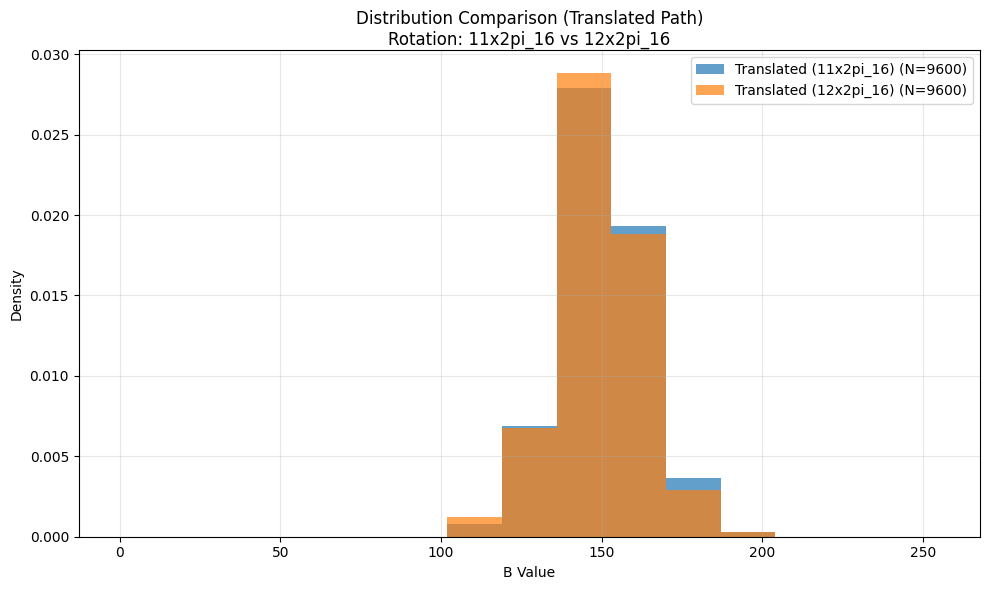 Distribution Comparison (Translated Path)
Rotation: 11x2pi_16 vs 12x2pi_16
Translated (11x2pi_16) (N=9600)
Translated (12x2pi_16) (N=9600)
Density
0.030
0.025
0.020
0.015
0.010
0.005
0.000
0 50 100 150 200 250
B Value